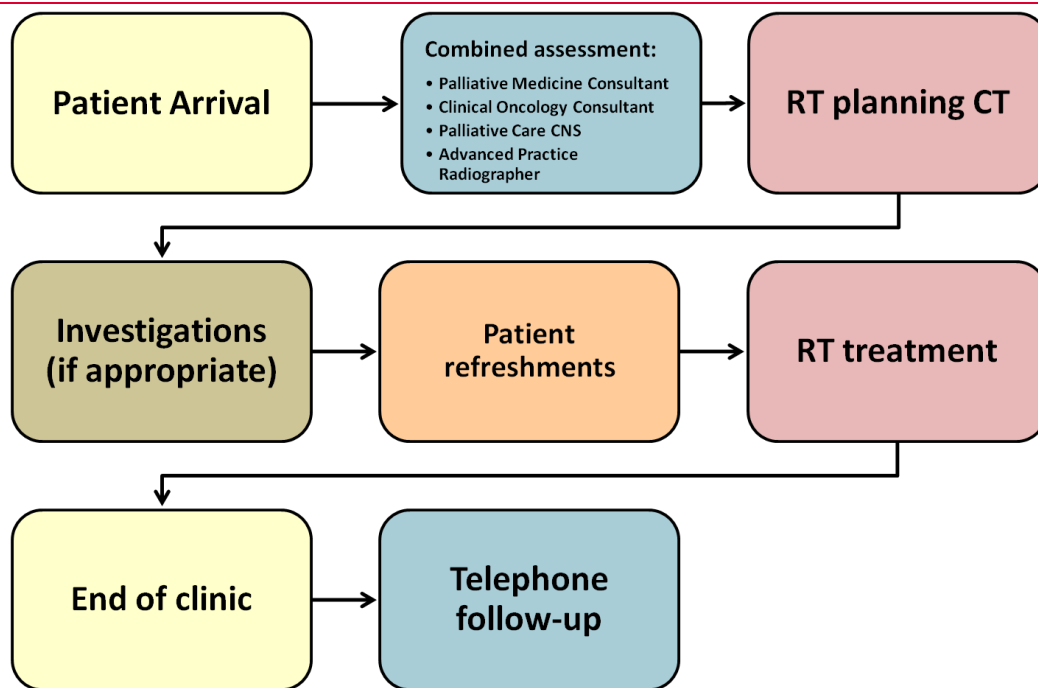 Patient Arrival
Combined assessment:
• Palliative Medicine Consultant
• Clinical Oncology Consultant
• Palliative Care CNS
• Advanced Practice
Radiographer
RT planning CT
Investigations
(if appropriate)
Patient
refreshments
RT treatment
End of clinic
Telephone
follow-up